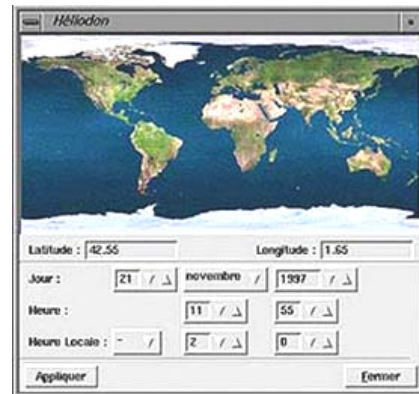 Héliodon
Latitude : 42.55 Longitude : 1.65
Jour : 21 novembre 1997
Heure : 11 55
Heure Locale : - 2 0
Appliquer Fermer